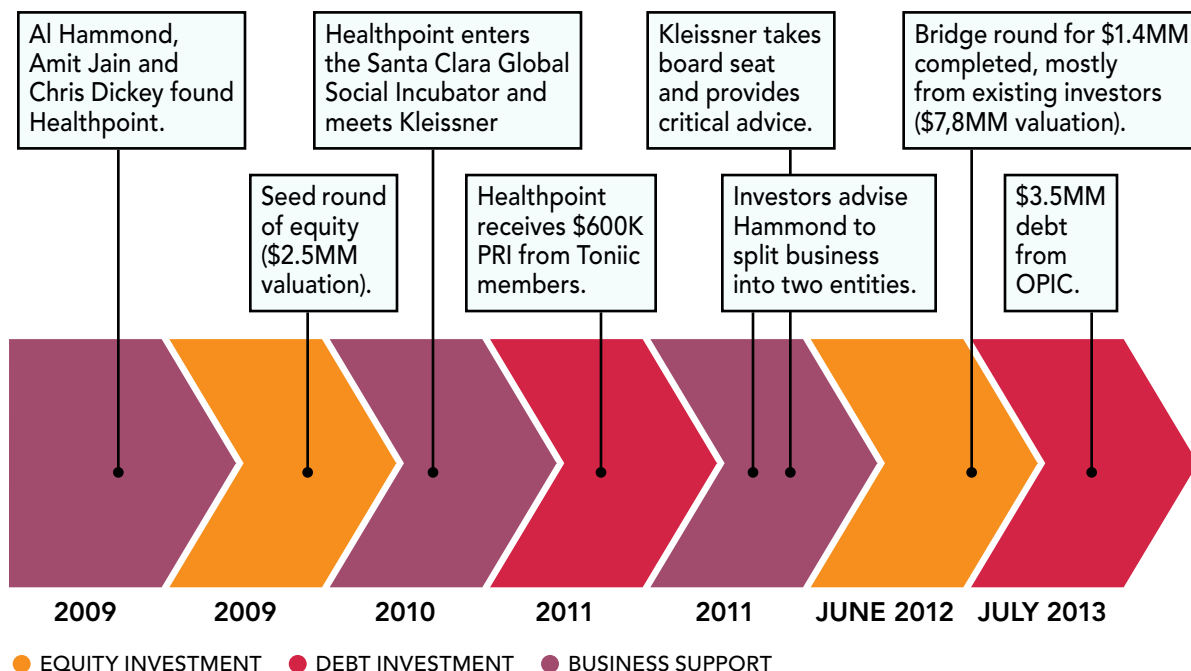 Al Hammond,
Amit Jain and
Chris Dickey found
Healthpoint.
Healthpoint enters
the Santa Clara Global
Social Incubator and
meets Kleissner
Kleissner takes
board seat
and provides
critical advice.
Bridge round for $1.4MM
completed, mostly
from existing investors
($7,8MM valuation).
Seed round
of equity
($2.5MM
valuation).
Healthpoint
receives $600K
PRI from Toniic
members.
Investors advise
Hammond to
split business
into two entities.
$3.5MM
debt
from
OPIC.
2009 2009 2010 2011 2011 JUNE 2012 JULY 2013
EQUITY INVESTMENT DEBT INVESTMENT BUSINESS SUPPORT